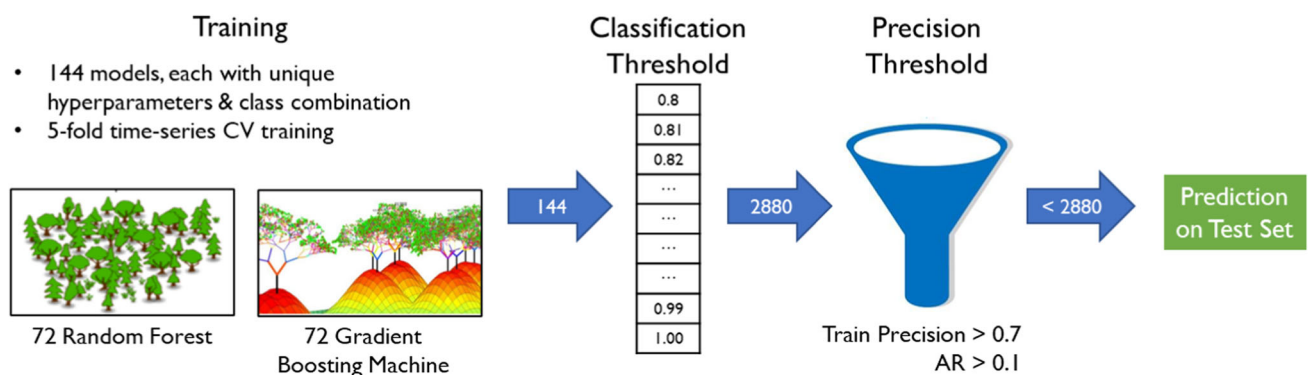 Training
• 144 models, each with unique
hyperparameters & class combination
• 5-fold time-series CV training
72 Random Forest
72 Gradient
Boosting Machine
144
Classification
Threshold
0.8
0.81
0.82
...
...
...
...
0.99
1.00
2880
Precision
Threshold
Train Precision > 0.7
AR > 0.1
< 2880
Prediction
on Test Set